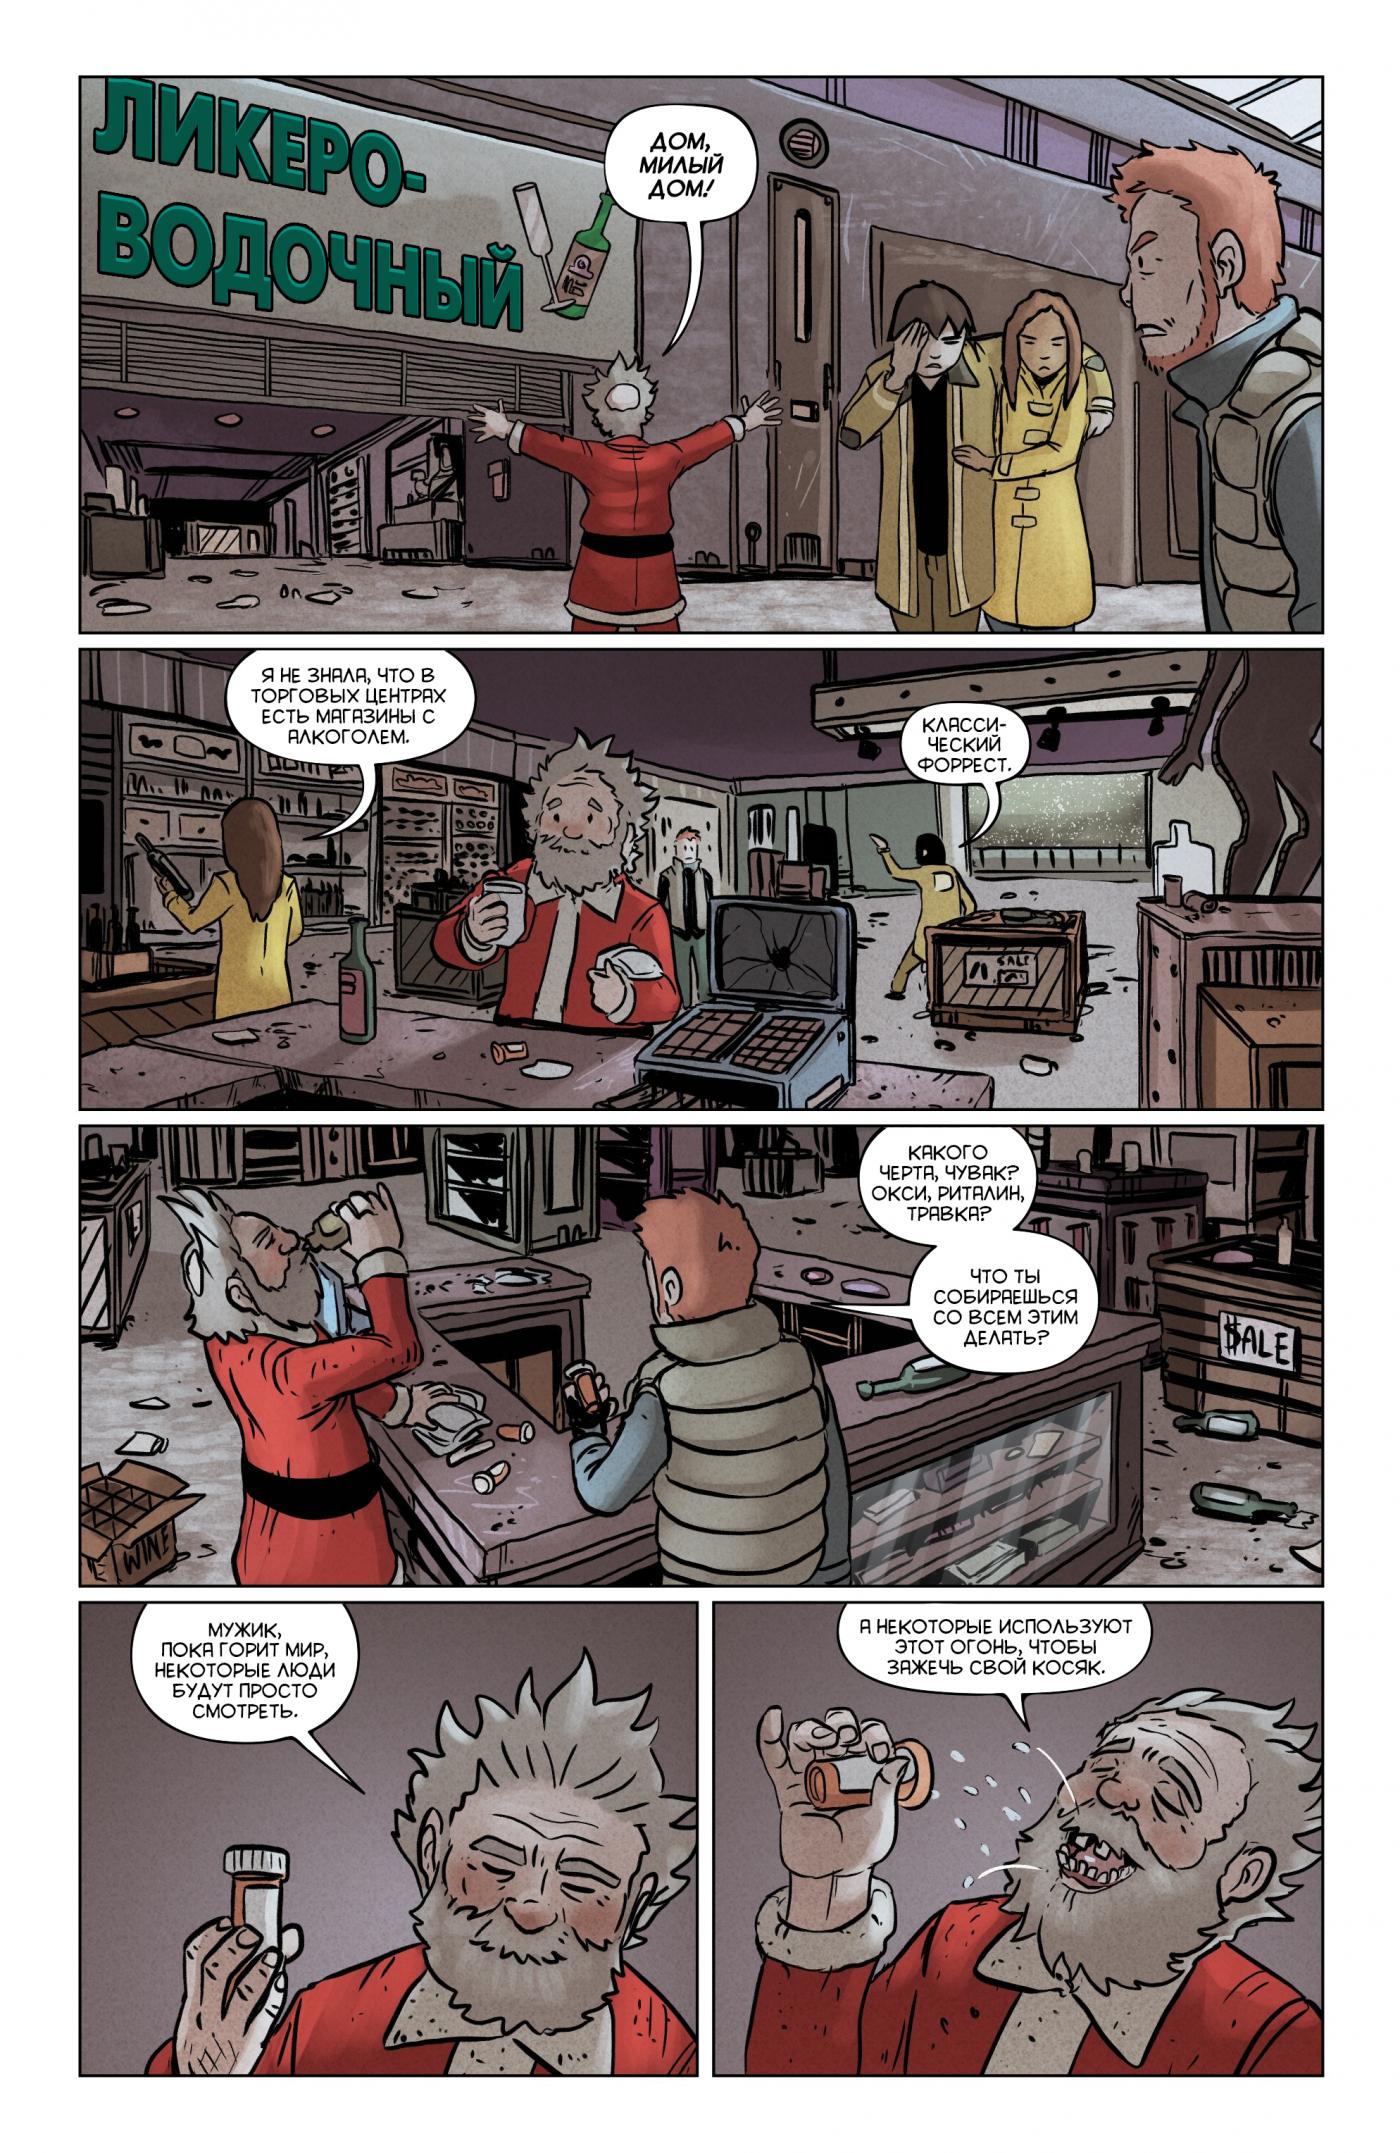 ЛИКЕРО-
ВОДОЧНЫЙ
ДОМ,
МИЛЫЙ
ДОМ!
Я НЕ ЗНАЛА, ЧТО В
ТОРГОВЫХ ЦЕНТРАХ
ЕСТЬ МАГАЗИНЫ С
АЛКОГОЛЕМ.
КЛАССИ-
ЧЕСКИЙ
ФОРРЕСТ.
SALE
КАКОГО
ЧЕРТА, ЧУВАК?
ОКСИ, РИТАЛИН,
ТРАВКА?
ЧТО ТЫ
СОБИРАЕШЬСЯ
СО ВСЕМ ЭТИМ
ДЕЛАТЬ?
$ALE
WINE
МУЖИК,
ПОКА ГОРИТ МИР,
НЕКОТОРЫЕ ЛЮДИ
БУДУТ ПРОСТО
СМОТРЕТЬ.
А НЕКОТОРЫЕ ИСПОЛЬЗУЮТ
ЭТОТ ОГОНЬ, ЧТОБЫ
ЗАЖЕЧЬ СВОЙ КОСЯК.